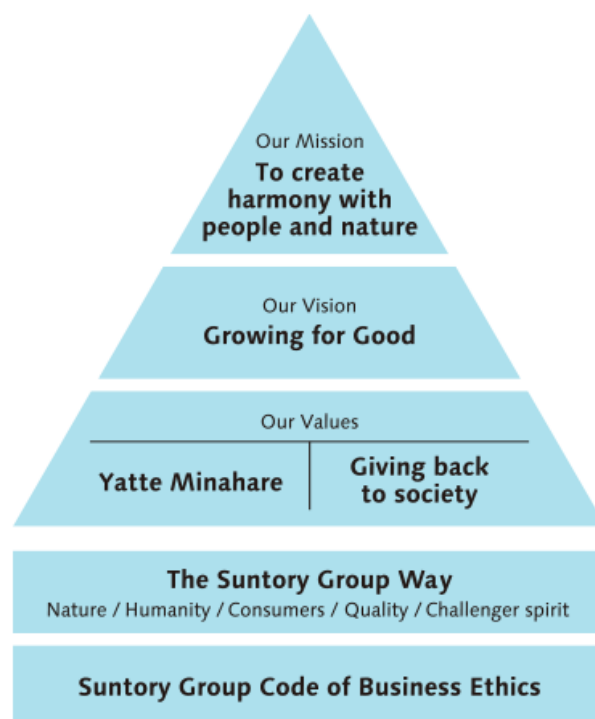 Our Mission
To create
harmony with
people and nature
Our Vision
Growing for Good
Our Values
Yatte Minahare
Giving back
to society
The Suntory Group Way
Nature / Humanity / Consumers / Quality / Challenger spirit
Suntory Group Code of Business Ethics